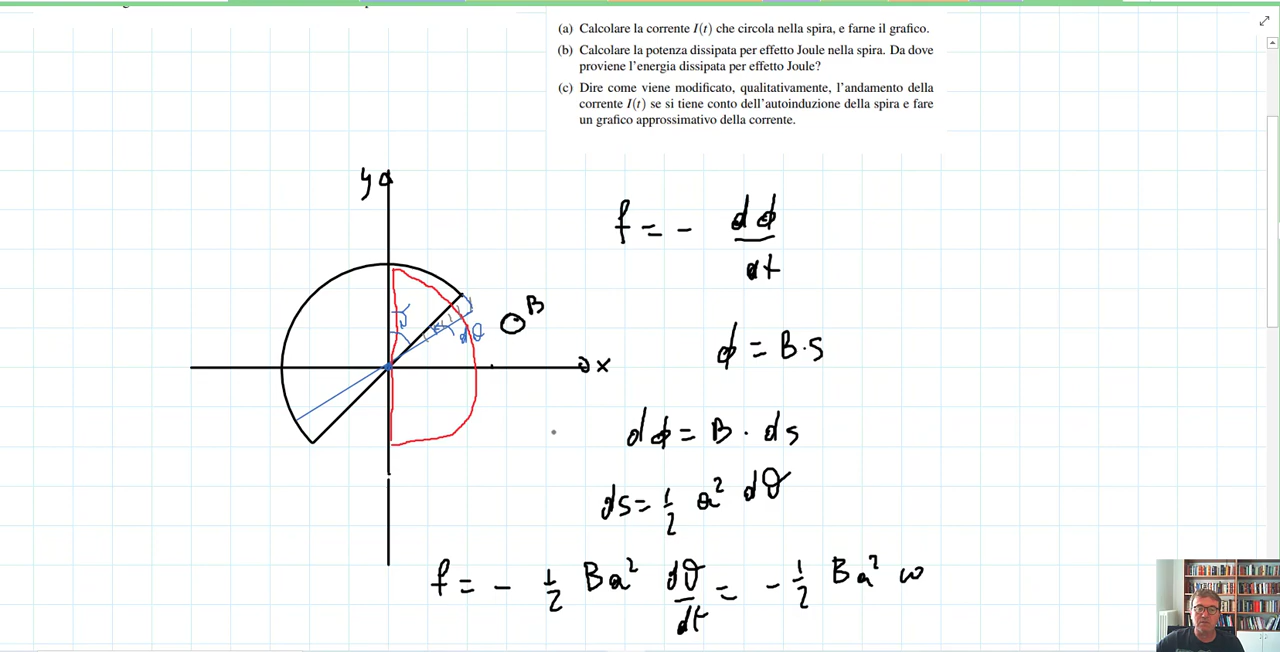 (a) Calcolare la corrente I(t) che circola nella spira, e farne il grafico.
(b) Calcolare la potenza dissipata per effetto Joule nella spira. Da dove
proviene l'energia dissipata per effetto Joule?
(c) Dire come viene modificato, qualitativamente, l'andamento della
corrente I(t) se si tiene conto dell'autoinduzione della spira e fare
un grafico approssimativo della corrente.
y
f = - dϕ/dt
B
ϑ
dϑ
ϕ = B·S
x
dϕ = B · ds
ds = 1/2 a² dϑ
f = - 1/2 Ba² dϑ/dt = - 1/2 Ba² ω